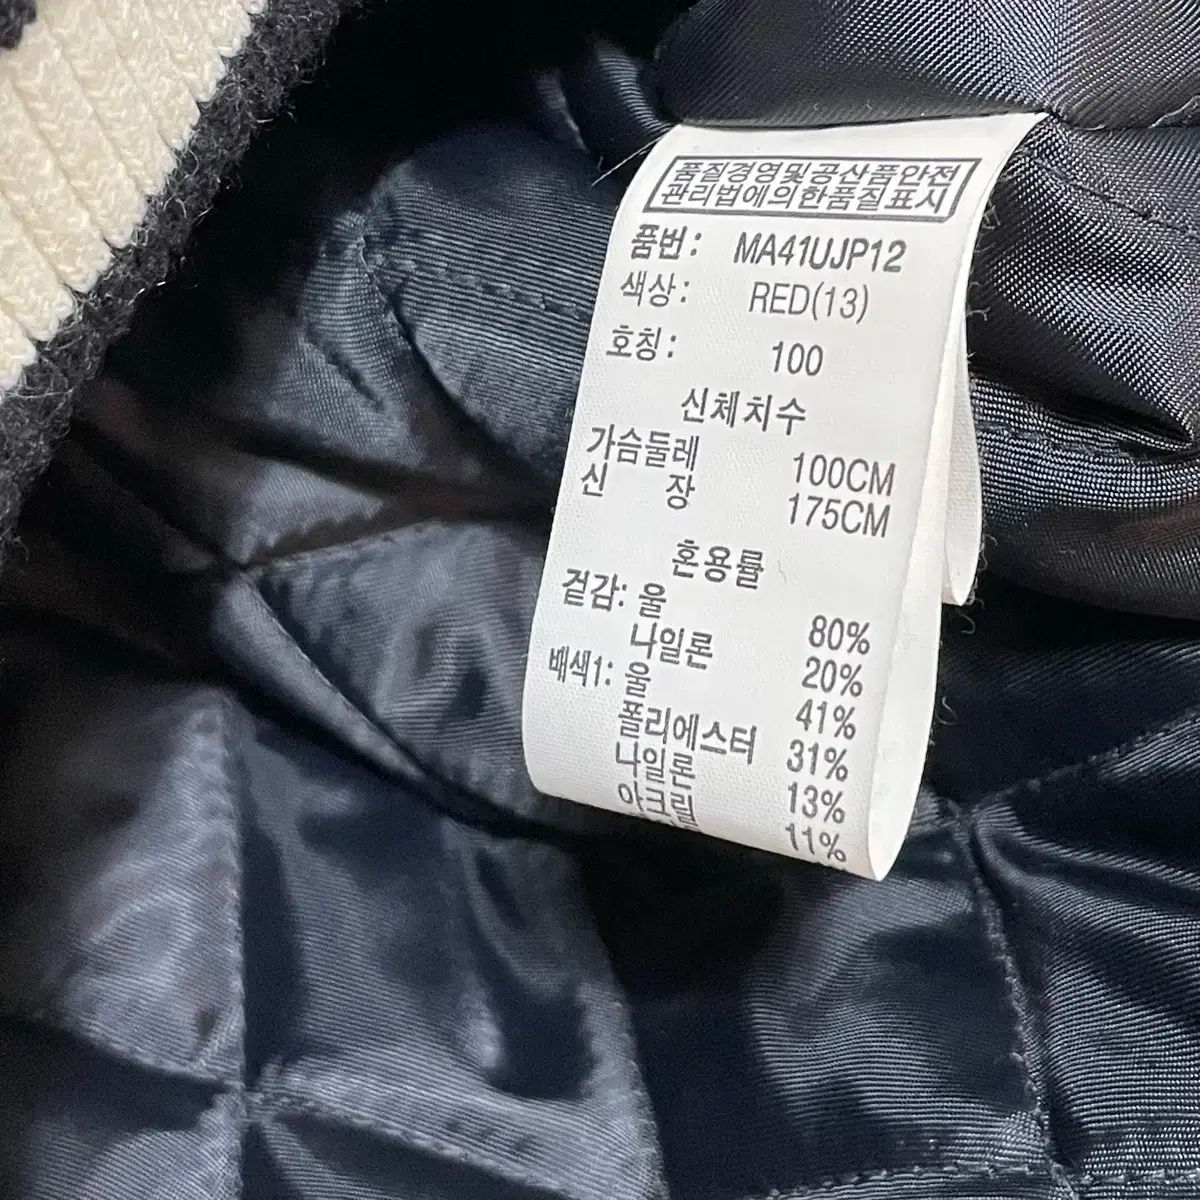 품질경영및공산품안전
관리법에의한품질표시
품번: MA41UJP12
색상: RED(13)
호칭: 100
신체치수
가슴둘레 100CM
신 장 175CM
혼용률
겉감: 울 80%
나일론 20%
배색1: 울 41%
폴리에스터 31%
나일론 13%
아크릴 11%